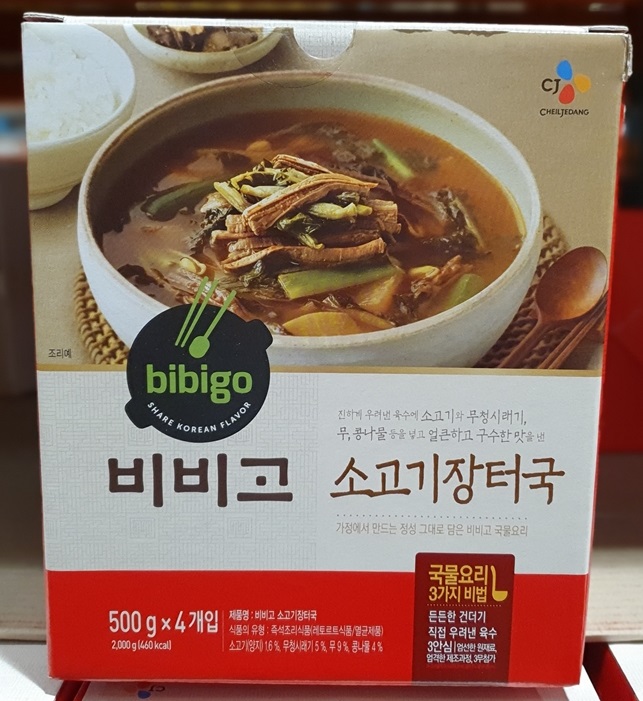 CJ
CHEILJEDANG
조리예
bibigo
SHARE KOREAN FLAVOR
진하게 우려낸 육수에 소고기와 무청시래기,
무, 콩나물 등을 넣고 얼큰하고 구수한 맛을 낸
비비고 소고기장터국
가정에서 만드는 정성 그대로 담은 비비고 국물요리
국물요리
3가지 비법
든든한 건더기
직접 우려낸 육수
3안심 | 엄선한 원재료,
엄격한 제조과정, 3무첨가
500 g × 4 개입
2,000 g (460 kcal)
제품명 : 비비고 소고기장터국
식품의 유형 : 즉석조리식품(레토르트식품/멸균제품)
소고기(양지) 1.6 %, 무청시래기 5 %, 무 9 %, 콩나물 4 %